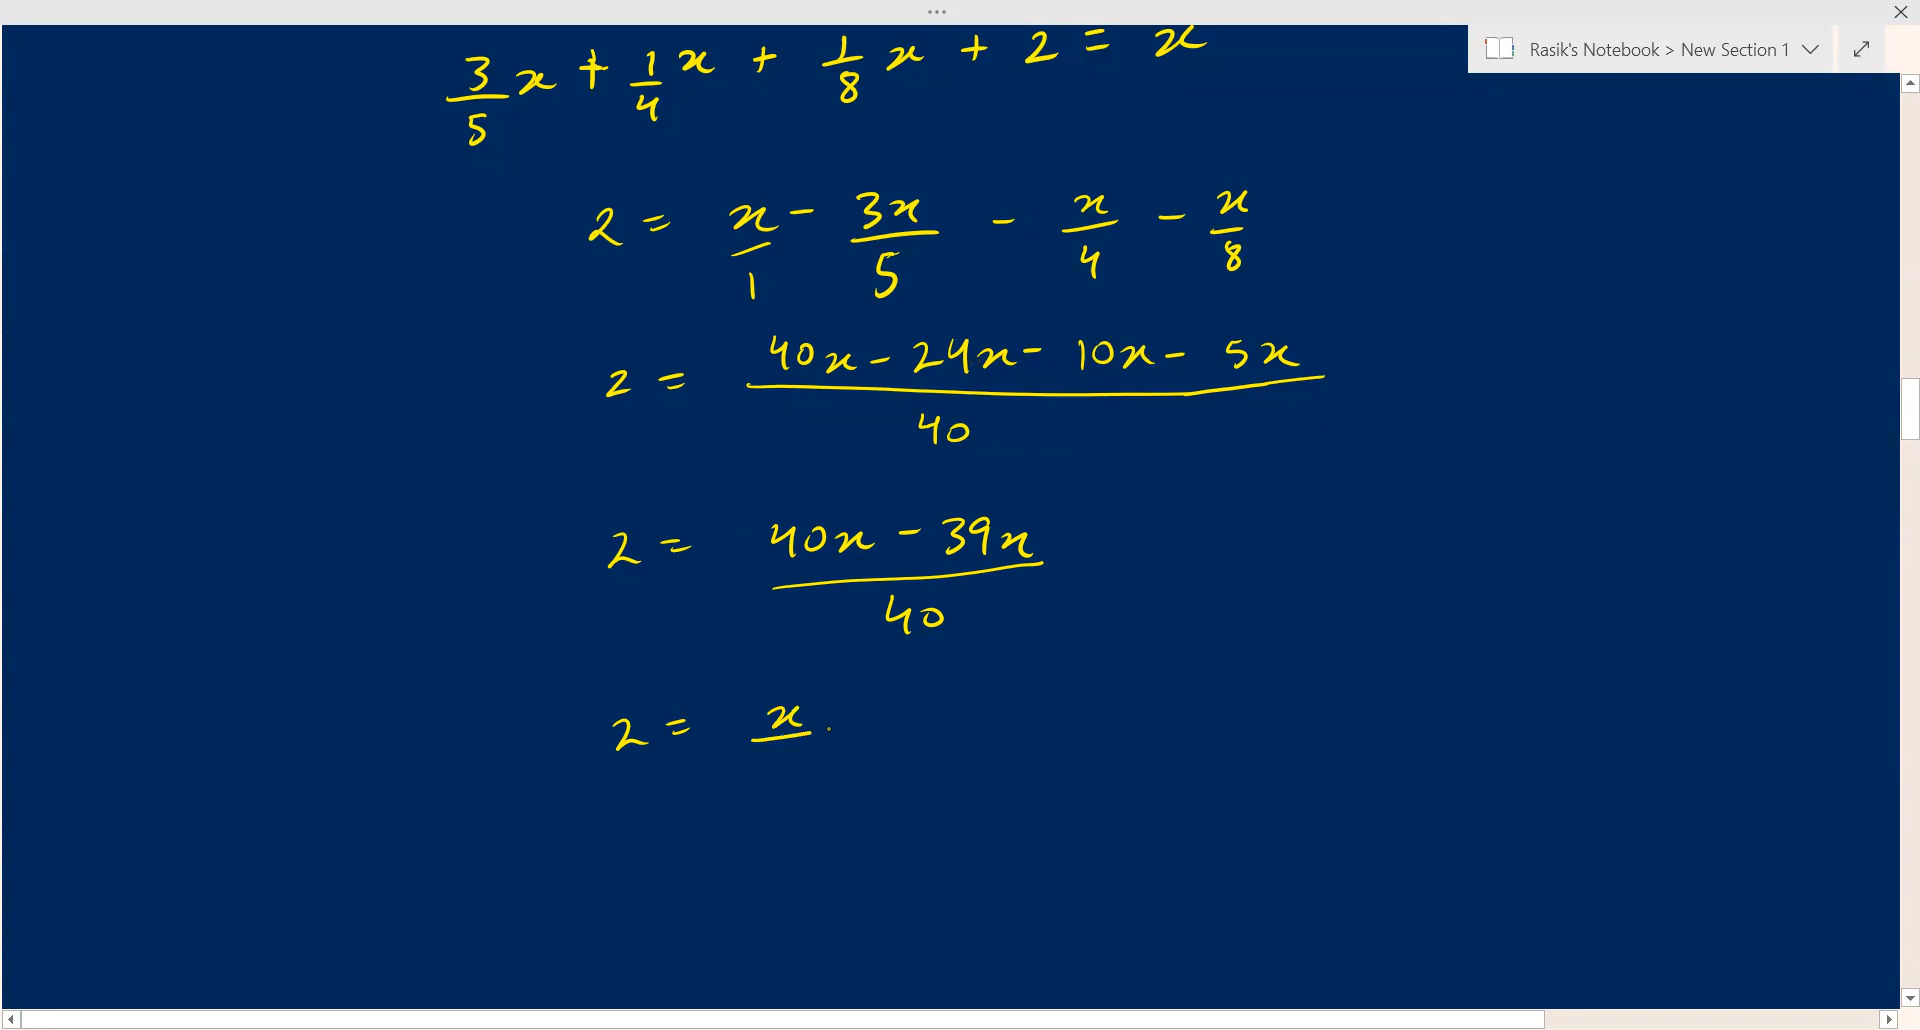 Rasik's Notebook > New Section 1
3/5 x + 1/4 x + 1/8 x + 2 = x
2 = x/1 - 3x/5 - x/4 - x/8
2 = (40x - 24x - 10x - 5x)/40
2 = (40x - 39x)/40
2 = x/